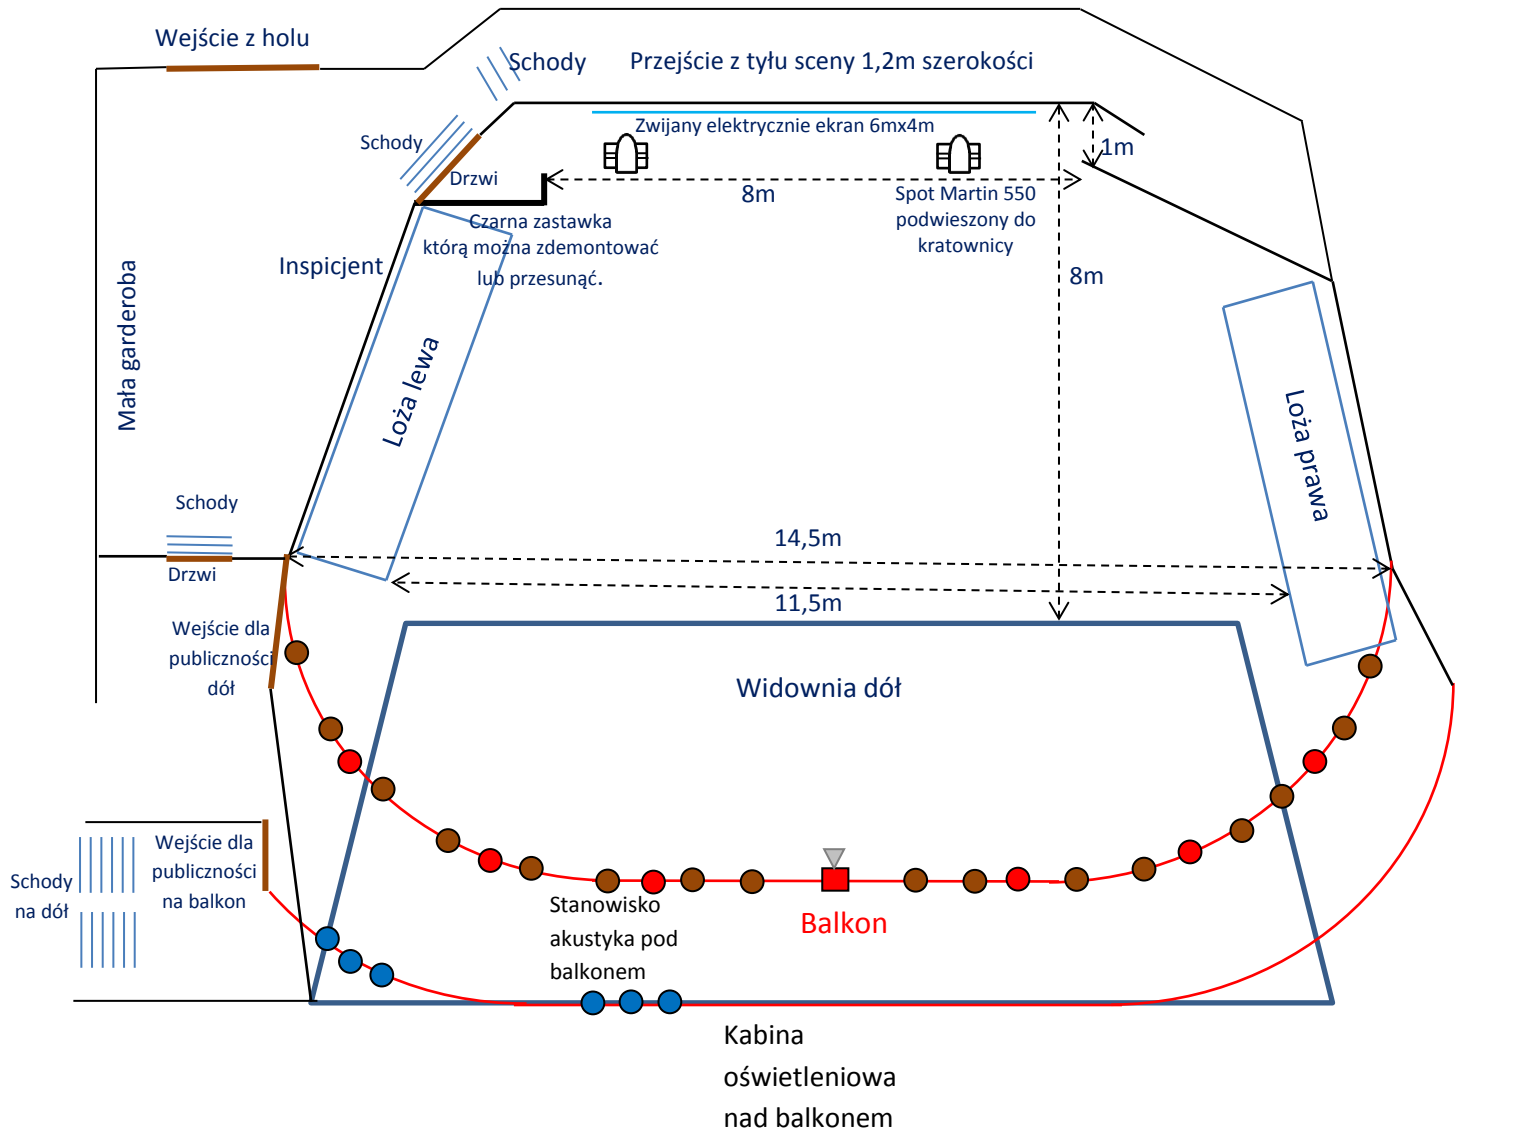 Wejście z holu
Schody
Przejście z tyłu sceny 1,2m szerokości
Zwijany elektrycznie ekran 6mx4m
Schody
1m
Drzwi
8m
Spot Martin 550
podwieszony do
kratownicy
Czarna zastawka
którą można zdemontować
lub przesunąć.
Inspicjent
8m
Mała garderoba
Loża lewa
Loża prawa
Schody
14,5m
Drzwi
11,5m
Wejście dla
publiczności
dół
Widownia dół
Wejście dla
publiczności
na balkon
Schody
na dół
Stanowisko
akustyka pod
balkonem
Balkon
Kabina
oświetleniowa
nad balkonem